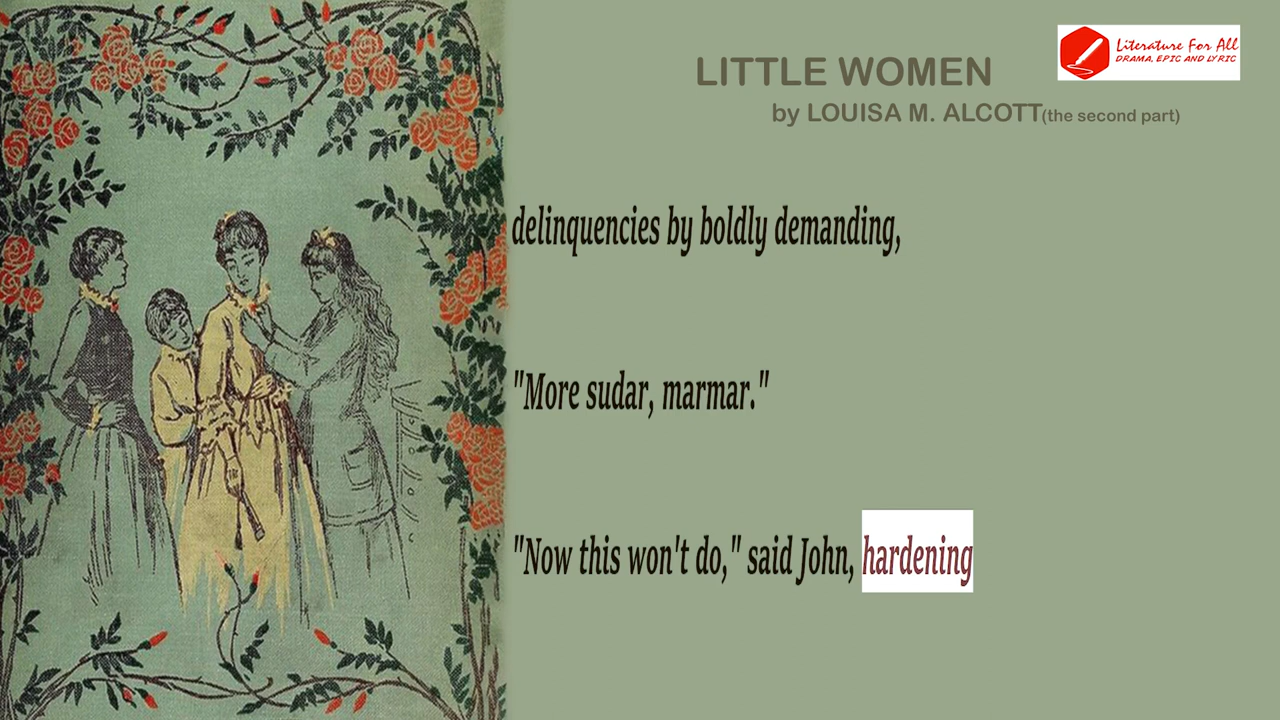 LITTLE WOMEN
by LOUISA M. ALCOTT(the second part)
Literature For All
DRAMA, EPIC AND LYRIC
delinquencies by boldly demanding,
"More sudar, marmar."
"Now this won't do," said John, hardening